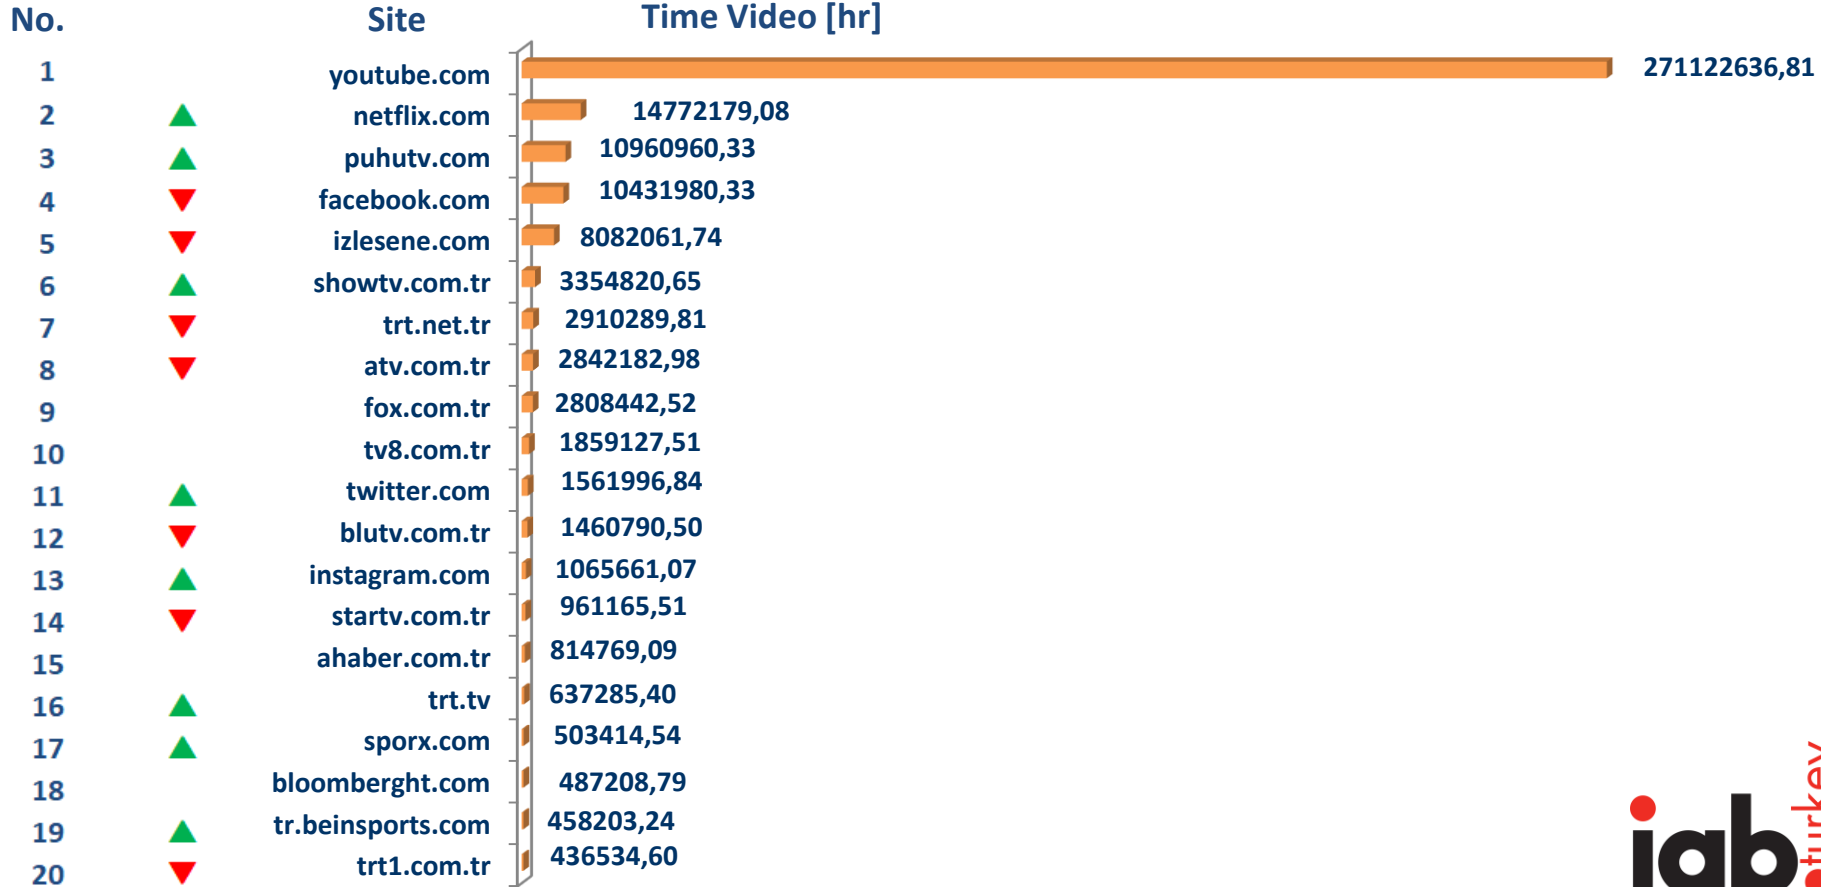 No. Site Time Video [hr]
1 youtube.com 271122636,81
2 netflix.com 14772179,08
3 puhutv.com 10960960,33
4 facebook.com 10431980,33
5 izlesene.com 8082061,74
6 showtv.com.tr 3354820,65
7 trt.net.tr 2910289,81
8 atv.com.tr 2842182,98
9 fox.com.tr 2808442,52
10 tv8.com.tr 1859127,51
11 twitter.com 1561996,84
12 blutv.com.tr 1460790,50
13 instagram.com 1065661,07
14 startv.com.tr 961165,51
15 ahaber.com.tr 814769,09
16 trt.tv 637285,40
17 sporx.com 503414,54
18 bloomberght.com 487208,79
19 tr.beinsports.com 458203,24
20 trt1.com.tr 436534,60
iab
turkey